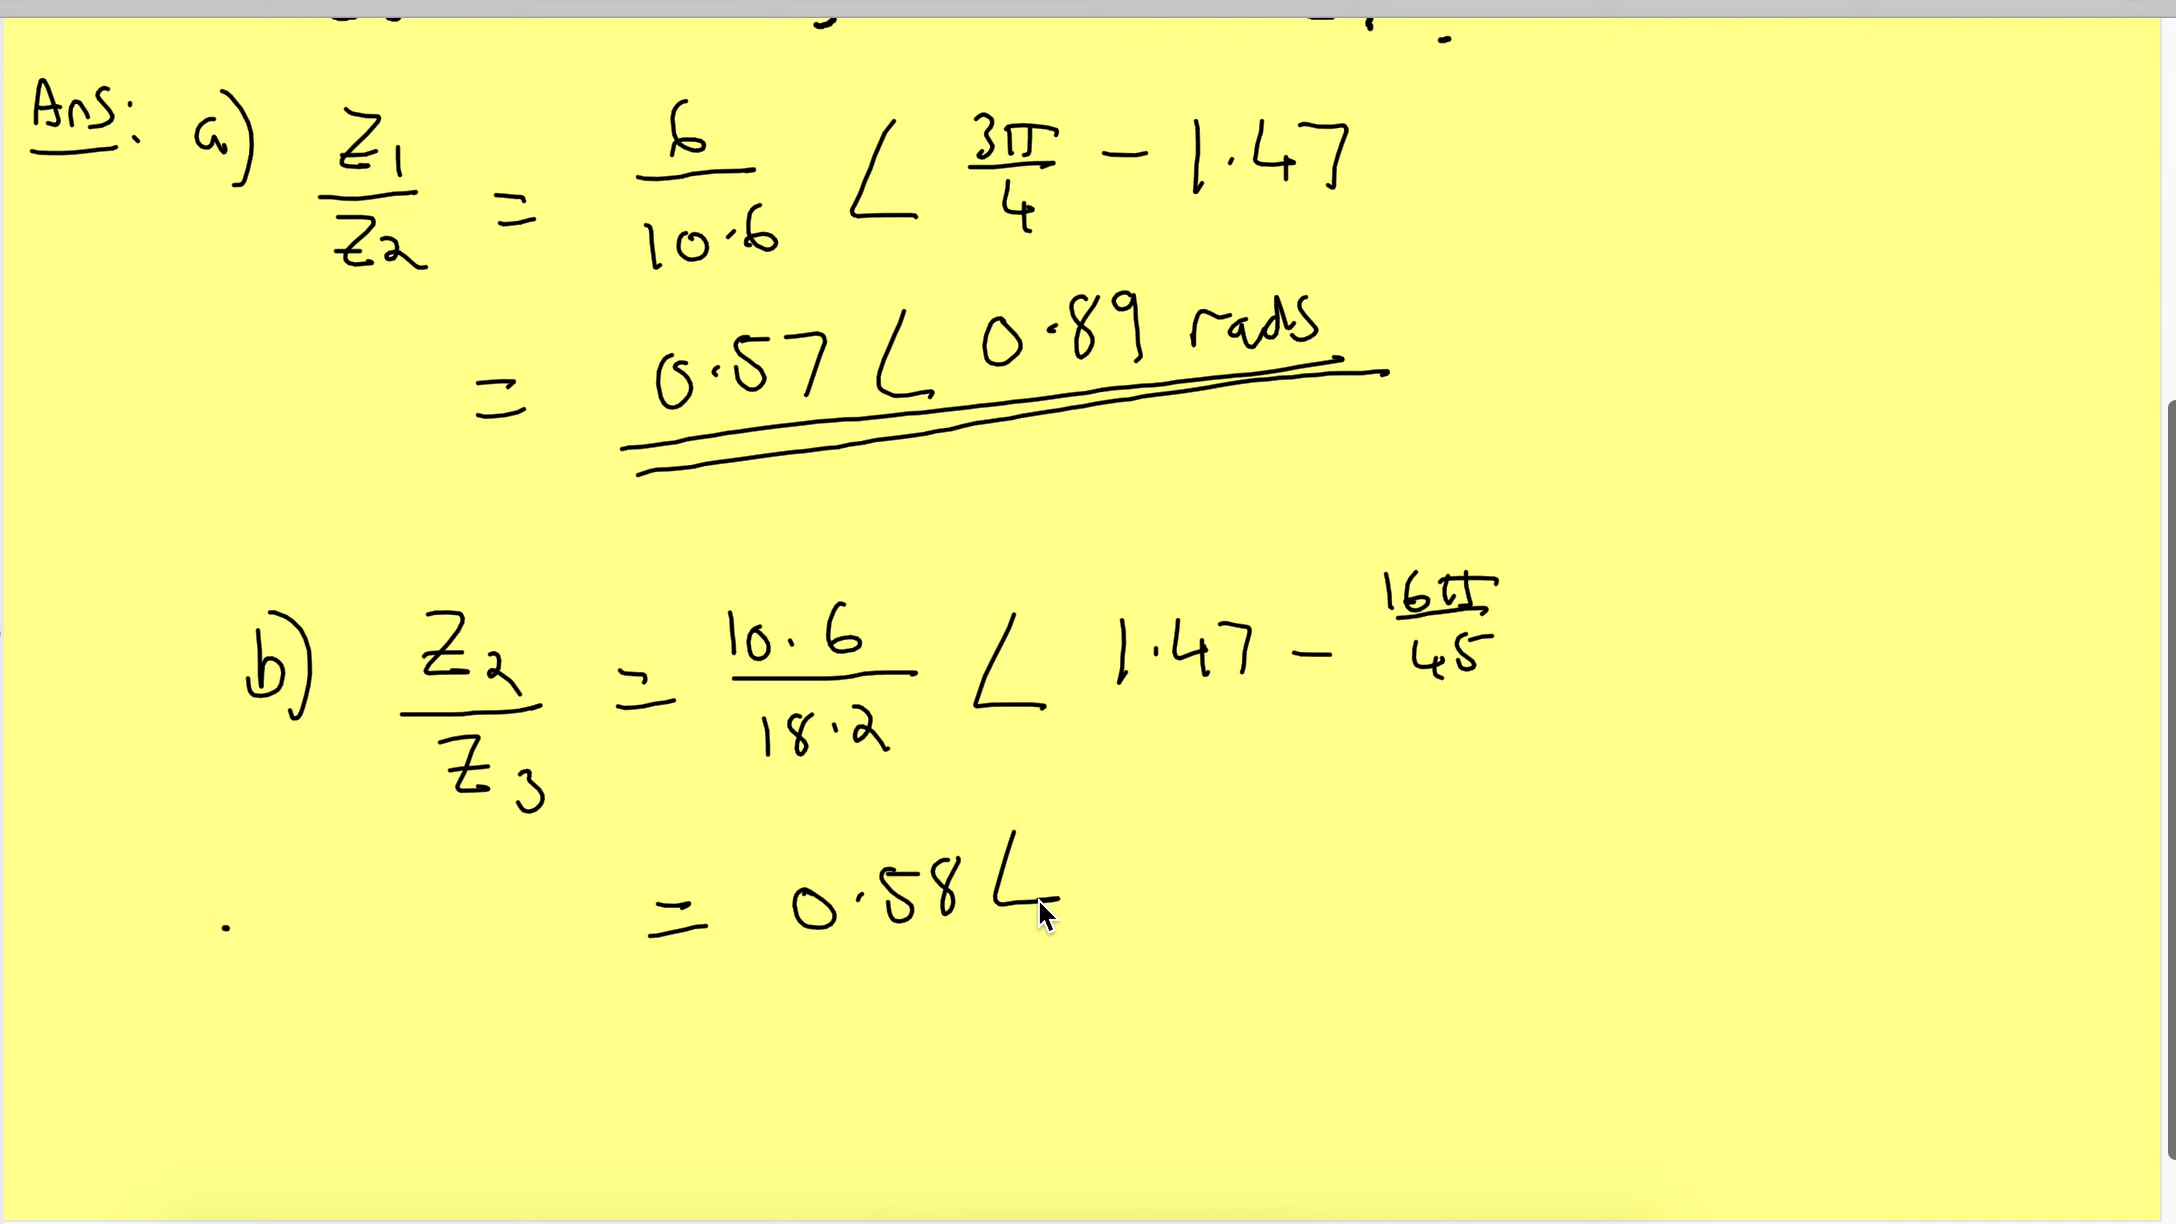 Ans: a) Z1/Z2 = 6/10.6 ∠ 3π/4 - 1.47
= 0.57 ∠ 0.89 rads
b) Z2/Z3 = 10.6/18.2 ∠ 1.47 - 16π/45
= 0.58 ∠